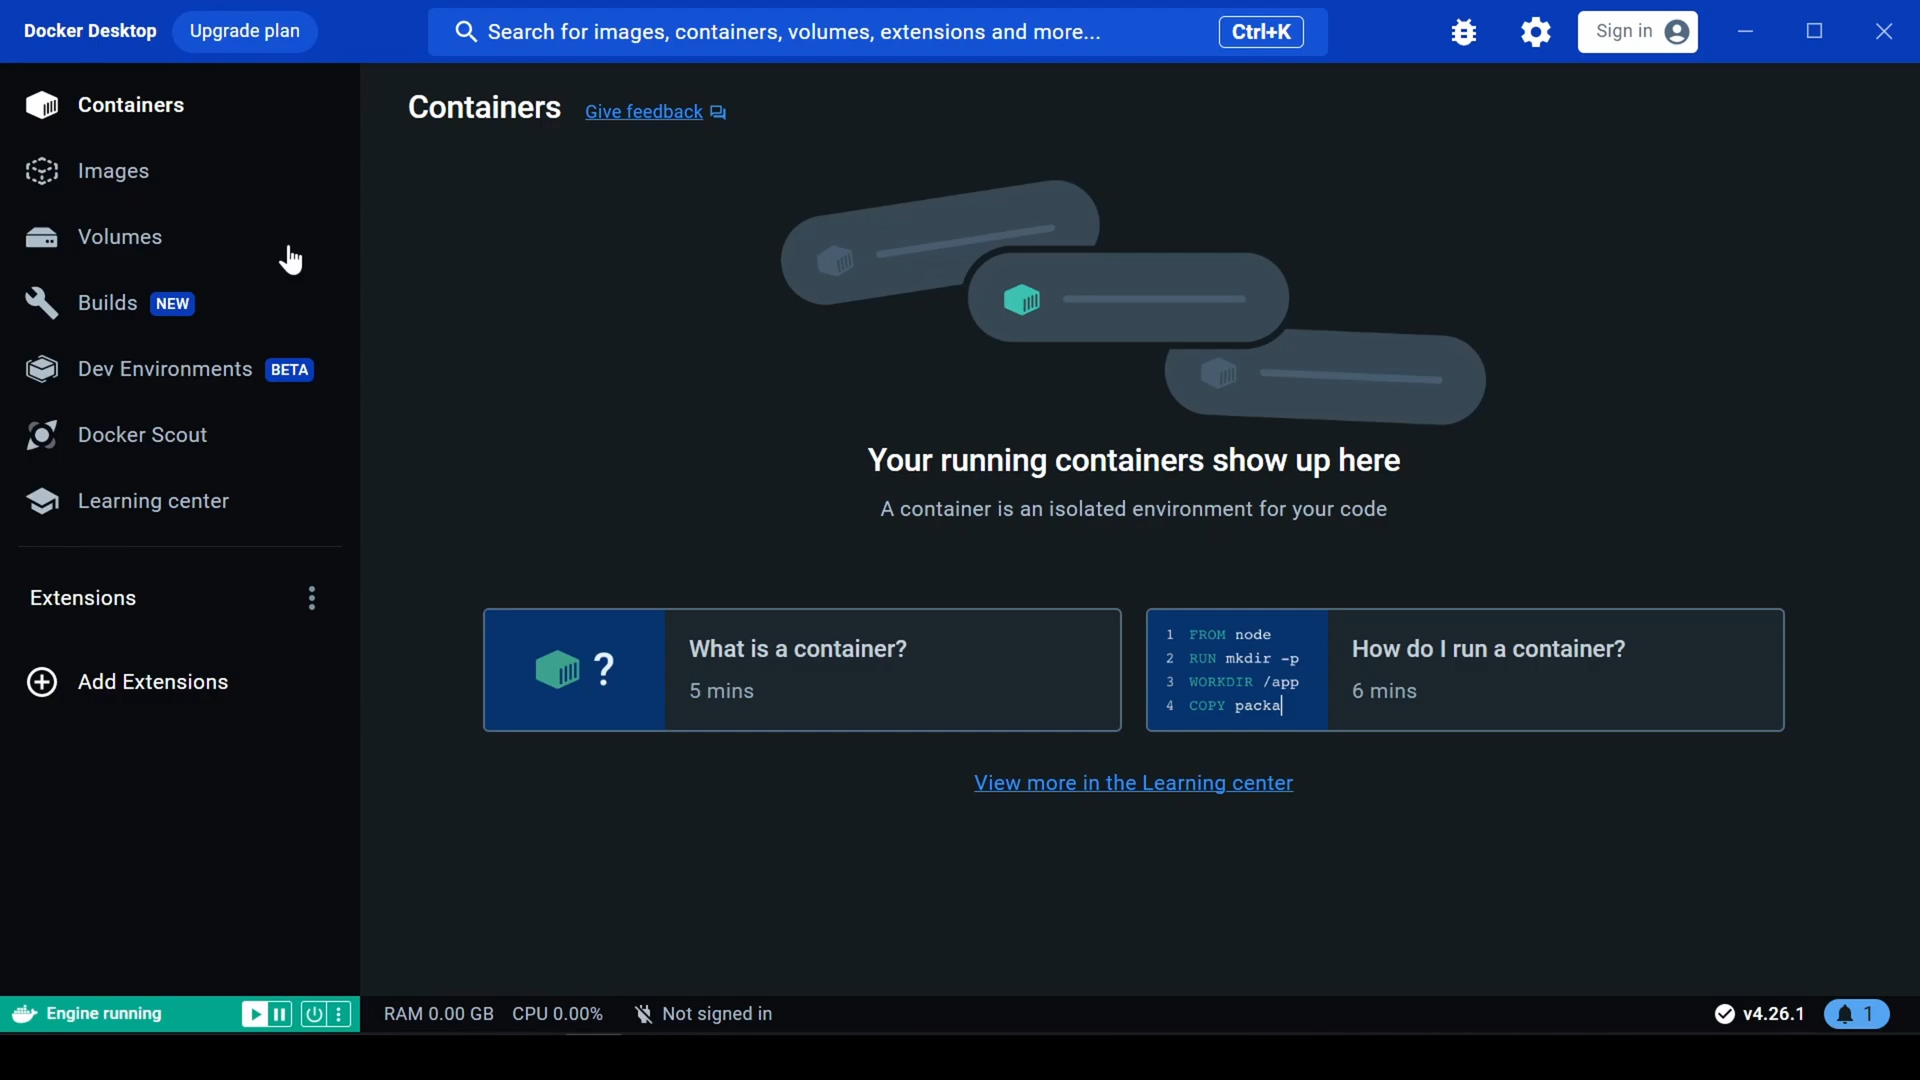 Docker Desktop
Upgrade plan
Search for images, containers, volumes, extensions and more...
Ctrl+K
Sign in
Containers
Images
Volumes
Builds NEW
Dev Environments BETA
Docker Scout
Learning center
Extensions
Add Extensions
Containers
Give feedback
Your running containers show up here
A container is an isolated environment for your code
?
What is a container?
5 mins
1 FROM node
2 RUN mkdir -p
3 WORKDIR /app
4 COPY packa
How do I run a container?
6 mins
View more in the Learning center
Engine running
RAM 0.00 GB CPU 0.00%
Not signed in
v4.26.1
1